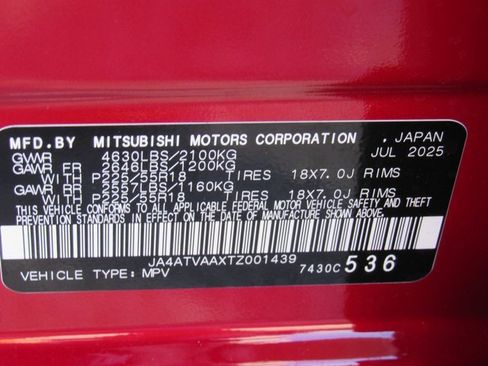 MFD.BY MITSUBISHI MOTORS CORPORATION , JAPAN
GVWR 4630LBS/2100KG JUL 2025
GAWR FR 2646LBS/1200KG
WITH P225/55R18 TIRES 18X7.0J RIMS
GAWR RR 2557LBS/1160KG
WITH P225/55R18 TIRES 18X7.0J RIMS
THIS VEHICLE CONFORMS TO ALL APPLICABLE FEDERAL MOTOR VEHICLE SAFETY AND THEFT
PREVENTION STANDARDS IN EFFECT ON THE DATE OF MANUFACTURE SHOWN ABOVE.
JA4ATVAAXTZ001439
VEHICLE TYPE: MPV 7430C 536